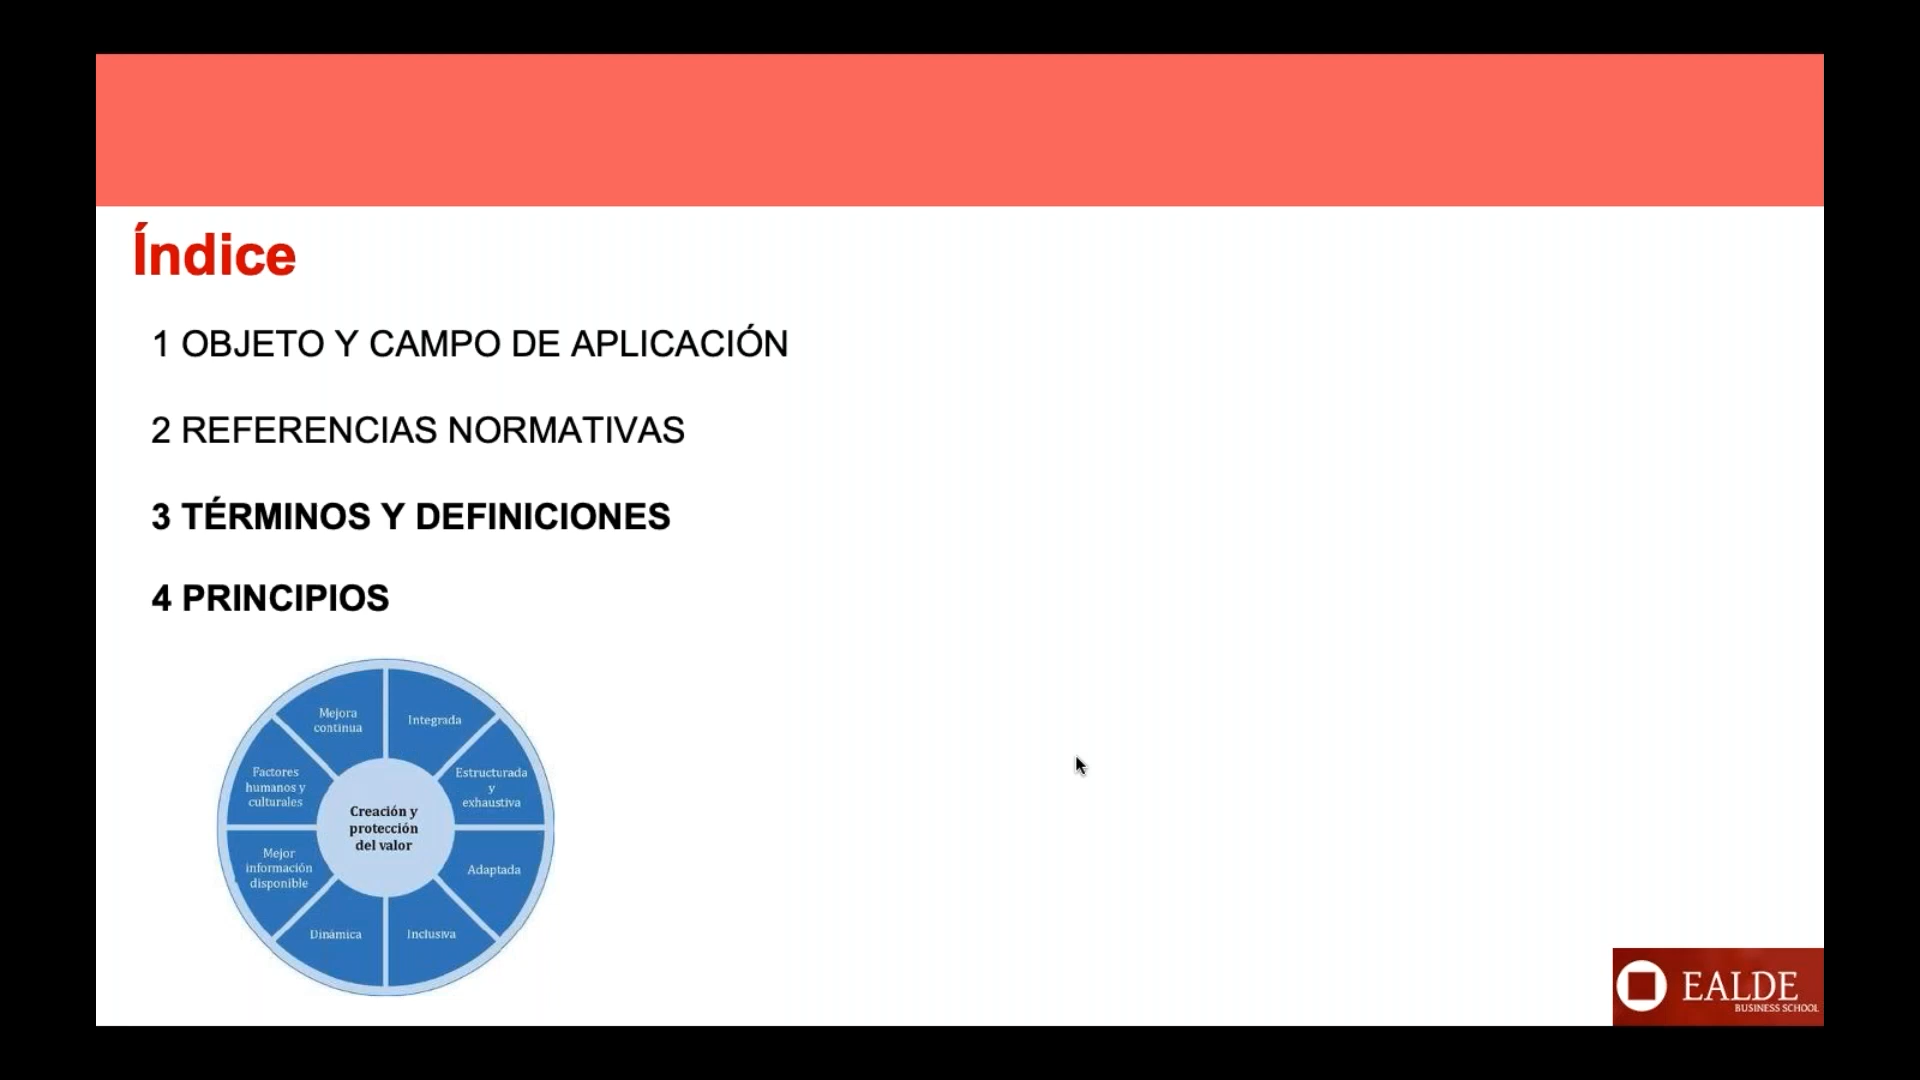 Índice
1 OBJETO Y CAMPO DE APLICACIÓN
2 REFERENCIAS NORMATIVAS
3 TÉRMINOS Y DEFINICIONES
4 PRINCIPIOS
Mejora
continua
Integrada
Factores
humanos y
culturales
Estructurada
y
exhaustiva
Creación y
protección
del valor
Mejor
información
disponible
Adaptada
Dinámica
Inclusiva
EALDE
BUSINESS SCHOOL